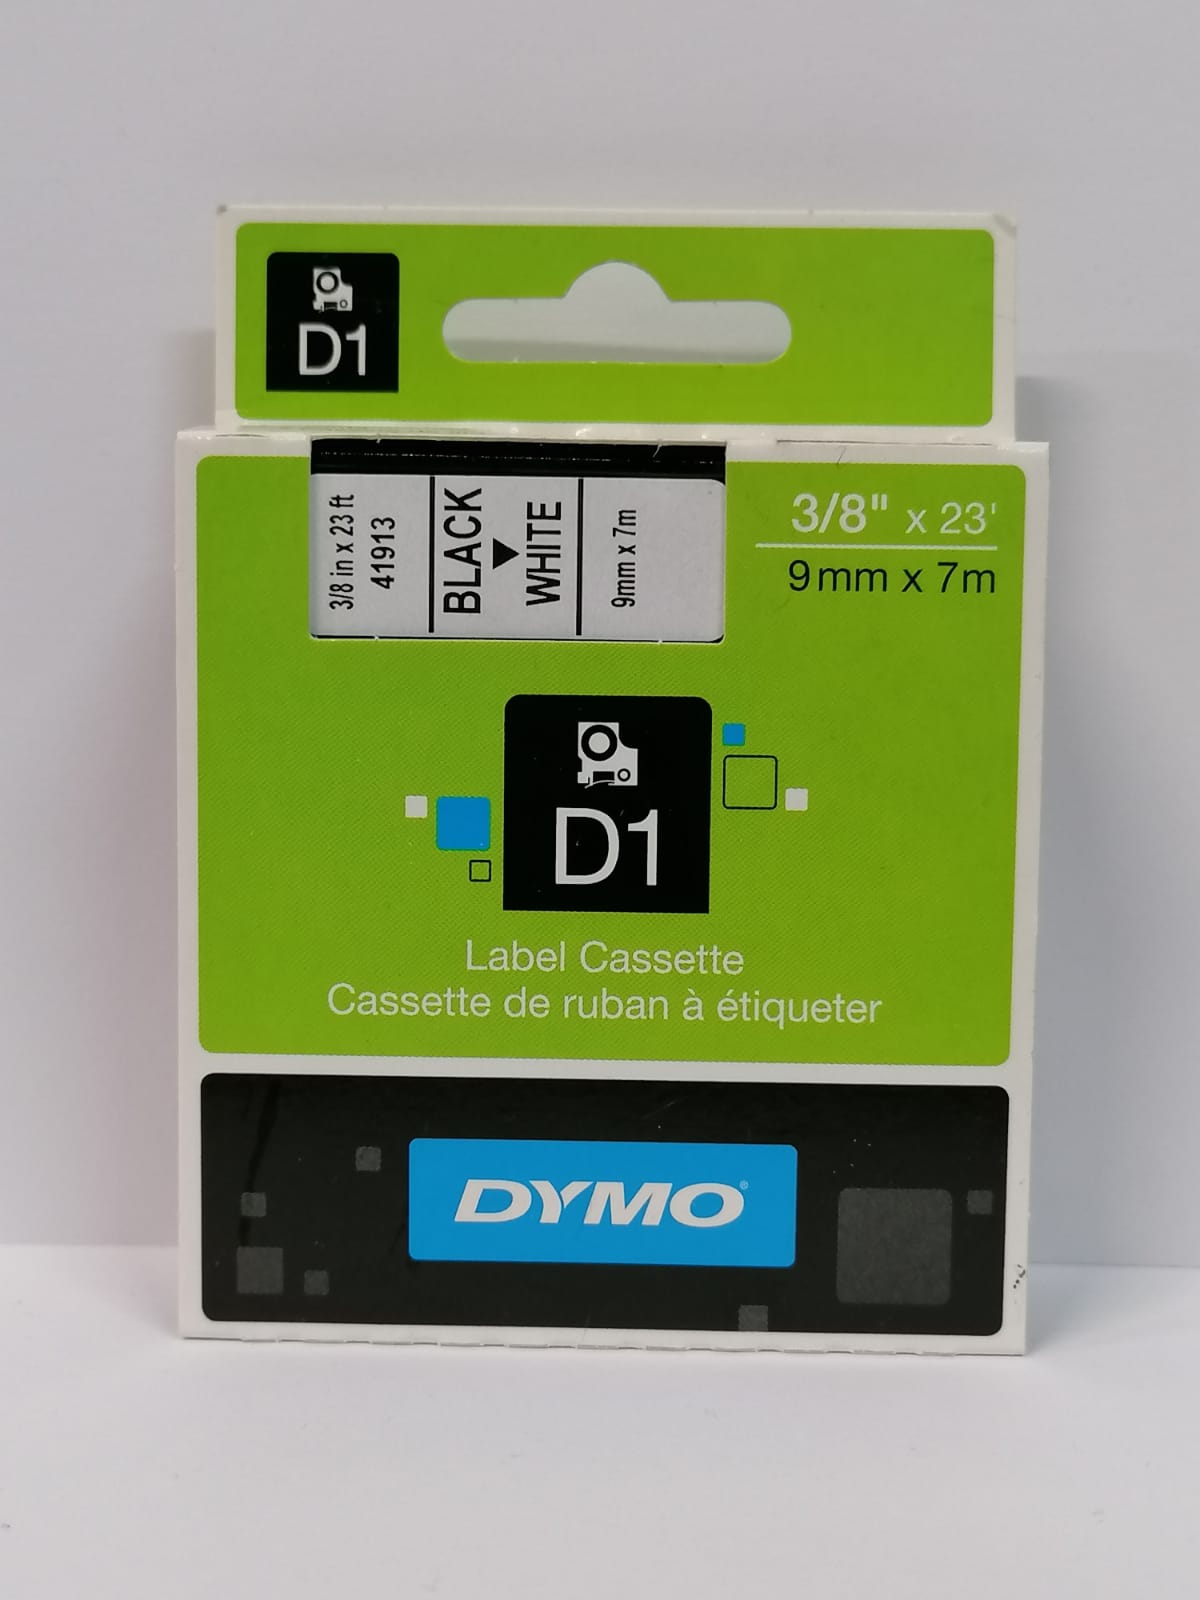 D1
3/8 in x 23 ft
41913
BLACK
WHITE
9mm x 7m
3/8" x 23'
9mm x 7m
D1
Label Cassette
Cassette de ruban à étiqueter
DYMO®